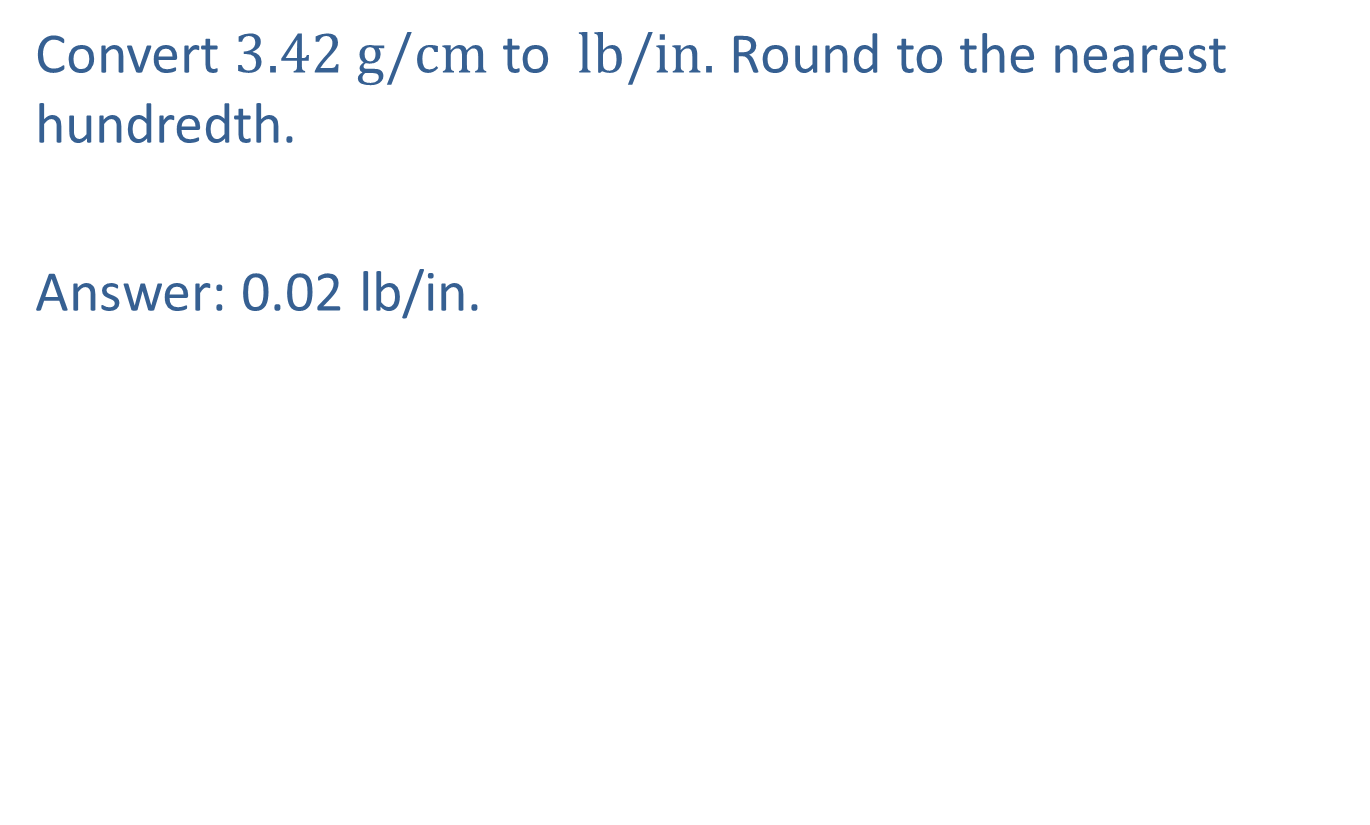 Convert 3.42 g/cm to lb/in. Round to the nearest
hundredth.
Answer: 0.02 lb/in.